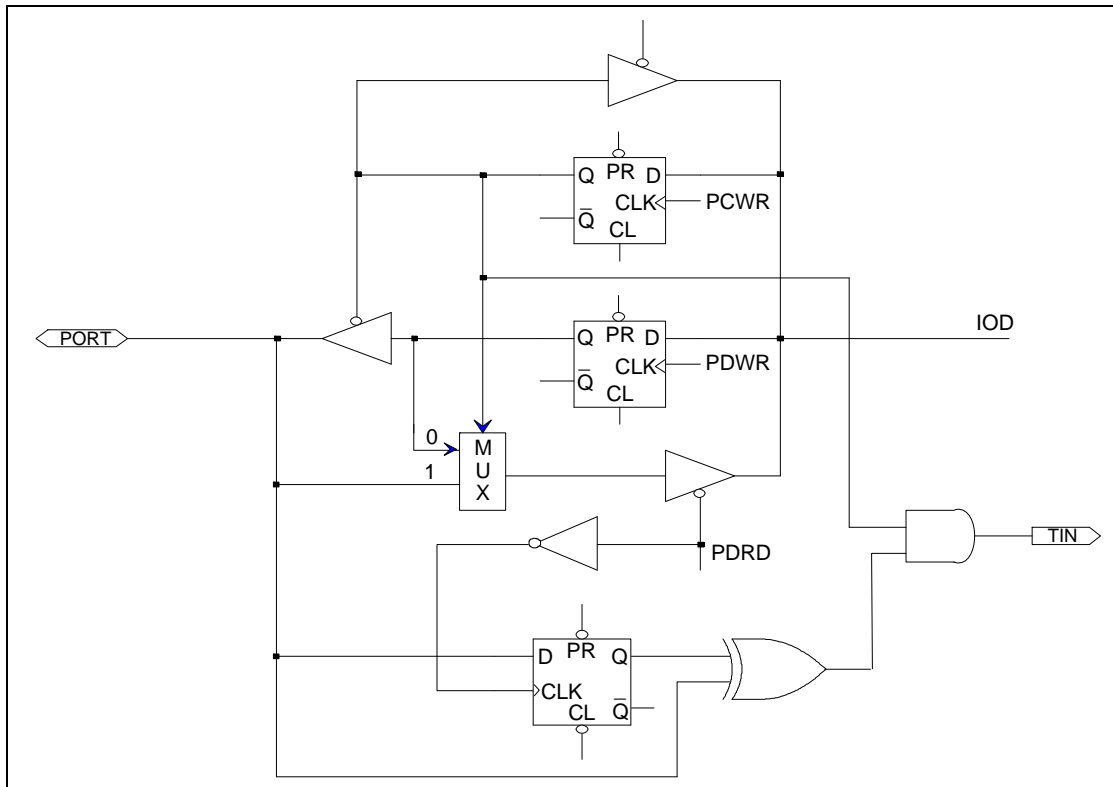 Q PR D
CLK PCWR
Q̅ CL
PORT
Q PR D IOD
CLK PDWR
Q̅ CL
0 M
1 U
X
PDRD TIN
D PR Q
CLK
CL Q̅